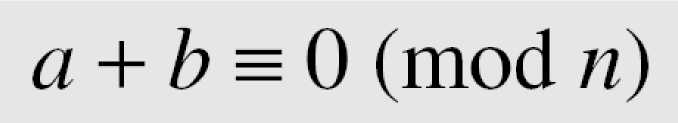 a + b ≡ 0 (mod n)